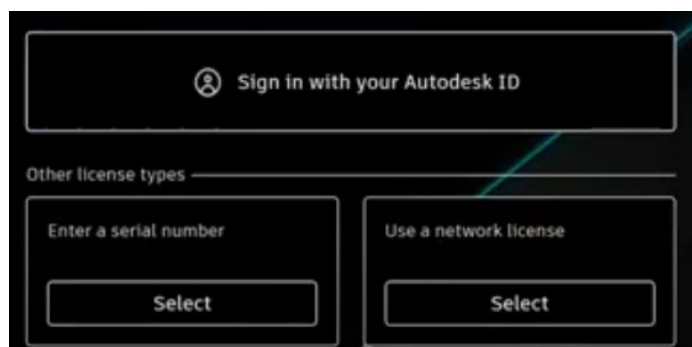 Sign in with your Autodesk ID
Other license types
Enter a serial number
Use a network license
Select
Select